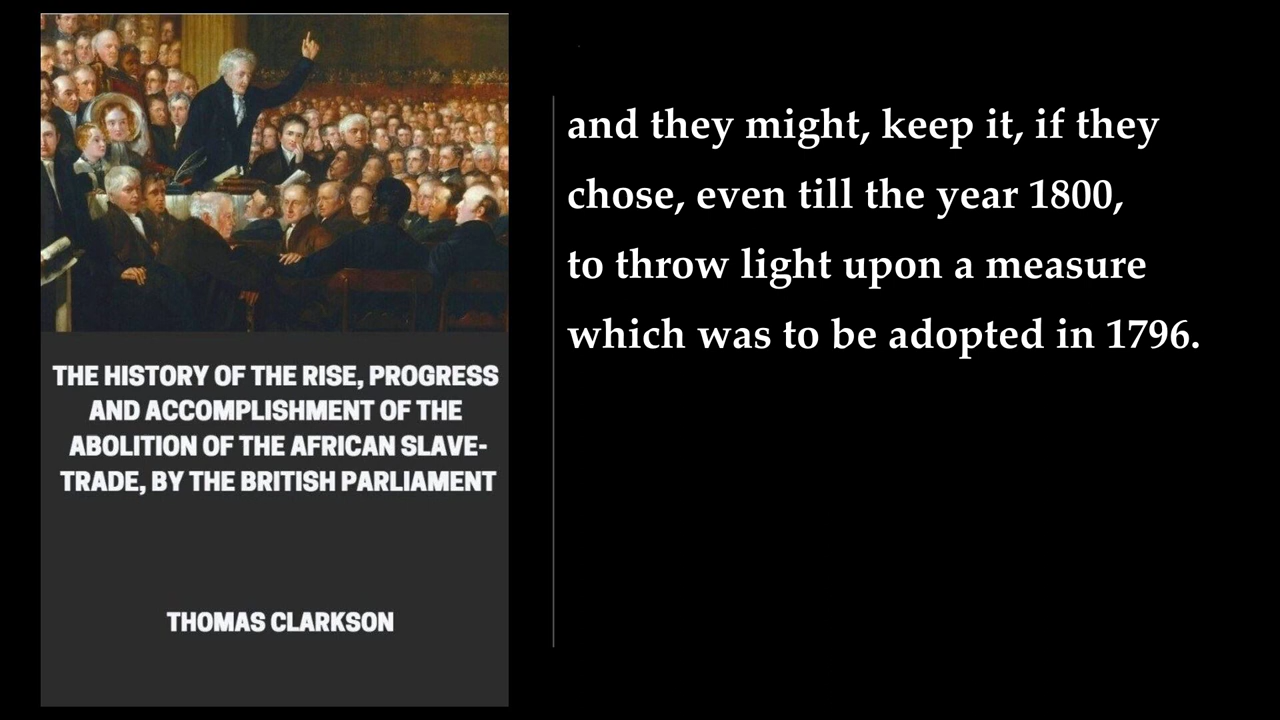 THE HISTORY OF THE RISE, PROGRESS
AND ACCOMPLISHMENT OF THE
ABOLITION OF THE AFRICAN SLAVE-
TRADE, BY THE BRITISH PARLIAMENT
THOMAS CLARKSON
and they might, keep it, if they
chose, even till the year 1800,
to throw light upon a measure
which was to be adopted in 1796.